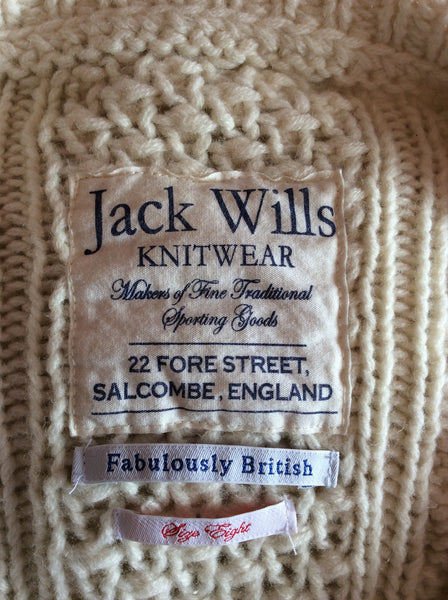 Jack Wills
KNITWEAR
Makers of Fine Traditional
Sporting Goods
22 FORE STREET,
SALCOMBE, ENGLAND
Fabulously British
Size Eight